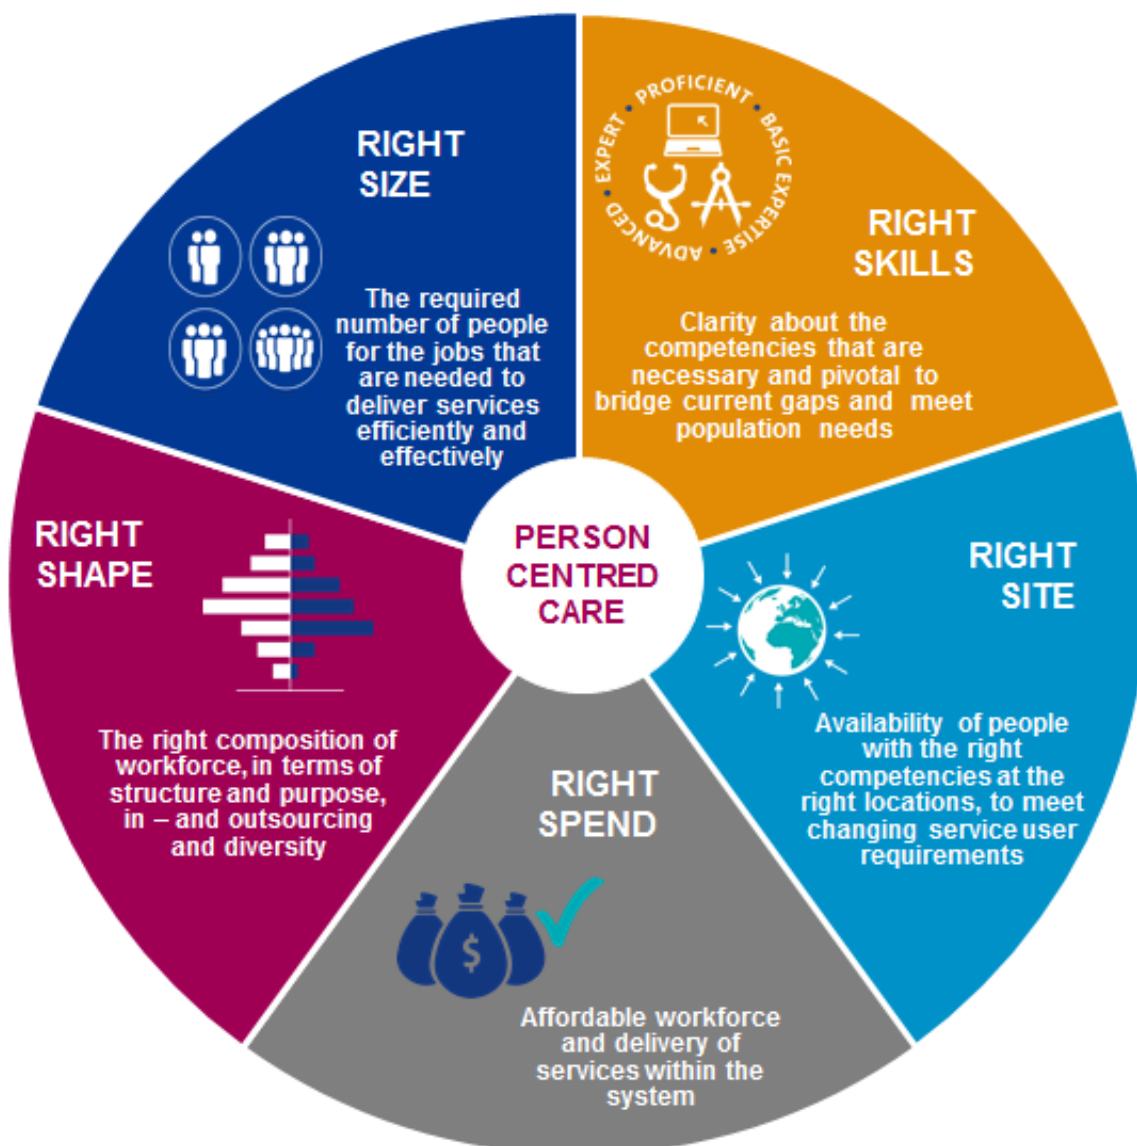 RIGHT
SIZE
The required
number of people
for the jobs that
are needed to
deliver services
efficiently and
effectively
PROFICIENT • BASIC EXPERTISE • ADVANCED • EXPERT •
RIGHT
SKILLS
Clarity about the
competencies that are
necessary and pivotal to
bridge current gaps and meet
population needs
RIGHT
SHAPE
The right composition of
workforce, in terms of
structure and purpose,
in – and outsourcing
and diversity
PERSON
CENTRED
CARE
RIGHT
SITE
Availability of people
with the right
competencies at the
right locations, to meet
changing service user
requirements
RIGHT
SPEND
$
Affordable workforce
and delivery of
services within the
system